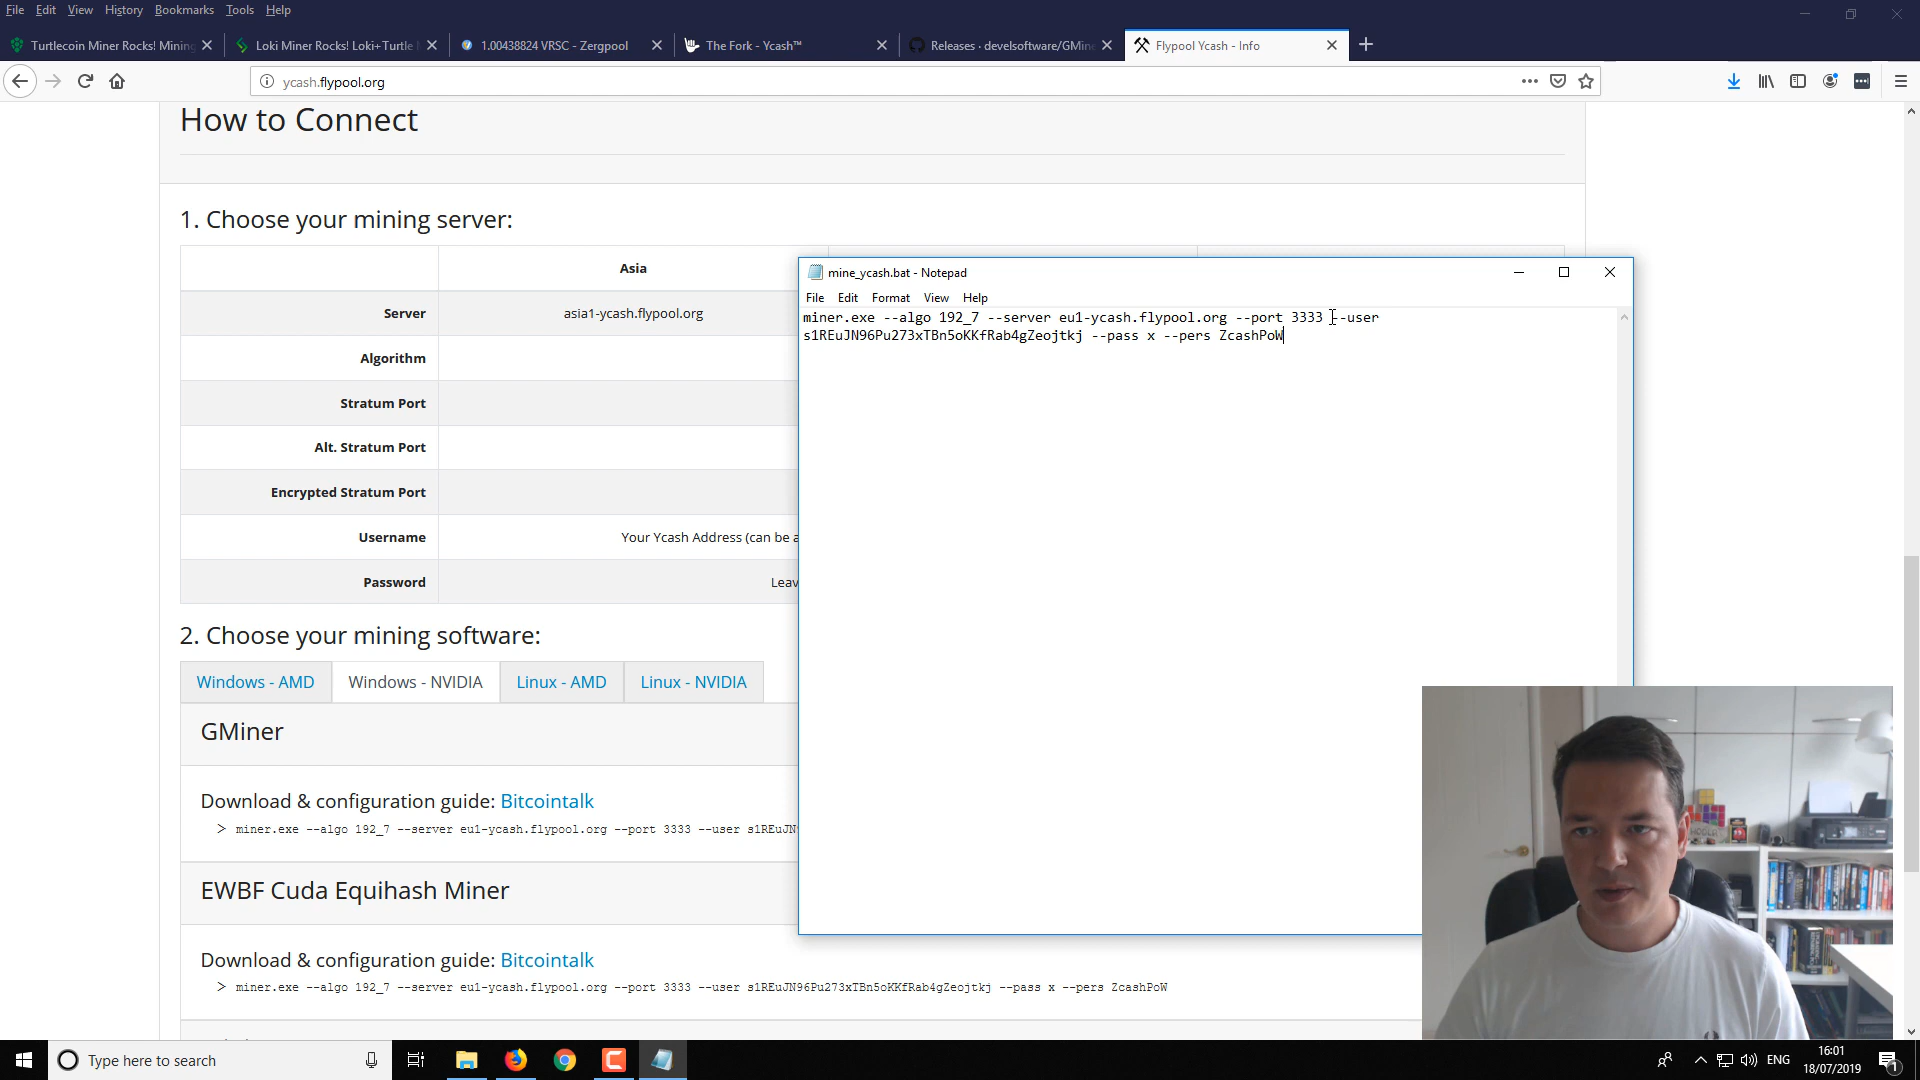 File Edit View History Bookmarks Tools Help
Turtlecoin Miner Rocks! Mining
Loki Miner Rocks! Loki+Turtle
1.00438824 VRSC - Zergpool
The Fork - Ycash™
Releases · develsoftware/GMin
Flypool Ycash - Info
ycash.flypool.org
How to Connect
1. Choose your mining server:
Asia
Server
asia1-ycash.flypool.org
Algorithm
Stratum Port
Alt. Stratum Port
Encrypted Stratum Port
Username
Your Ycash Address (can be a
Password
Leav
mine_ycash.bat - Notepad
File Edit Format View Help
miner.exe --algo 192_7 --server eu1-ycash.flypool.org --port 3333 --user
s1REuJN96Pu273xTBn5oKKfRab4gZeojtkj --pass x --pers ZcashPoW
2. Choose your mining software:
Windows - AMD
Windows - NVIDIA
Linux - AMD
Linux - NVIDIA
GMiner
Download & configuration guide: Bitcointalk
> miner.exe --algo 192_7 --server eu1-ycash.flypool.org --port 3333 --user s1REuJN
EWBF Cuda Equihash Miner
Download & configuration guide: Bitcointalk
> miner.exe --algo 192_7 --server eu1-ycash.flypool.org --port 3333 --user s1REuJN96Pu273xTBn5oKKfRab4gZeojtkj --pass x --pers ZcashPoW
Type here to search
ENG
16:01
18/07/2019
1